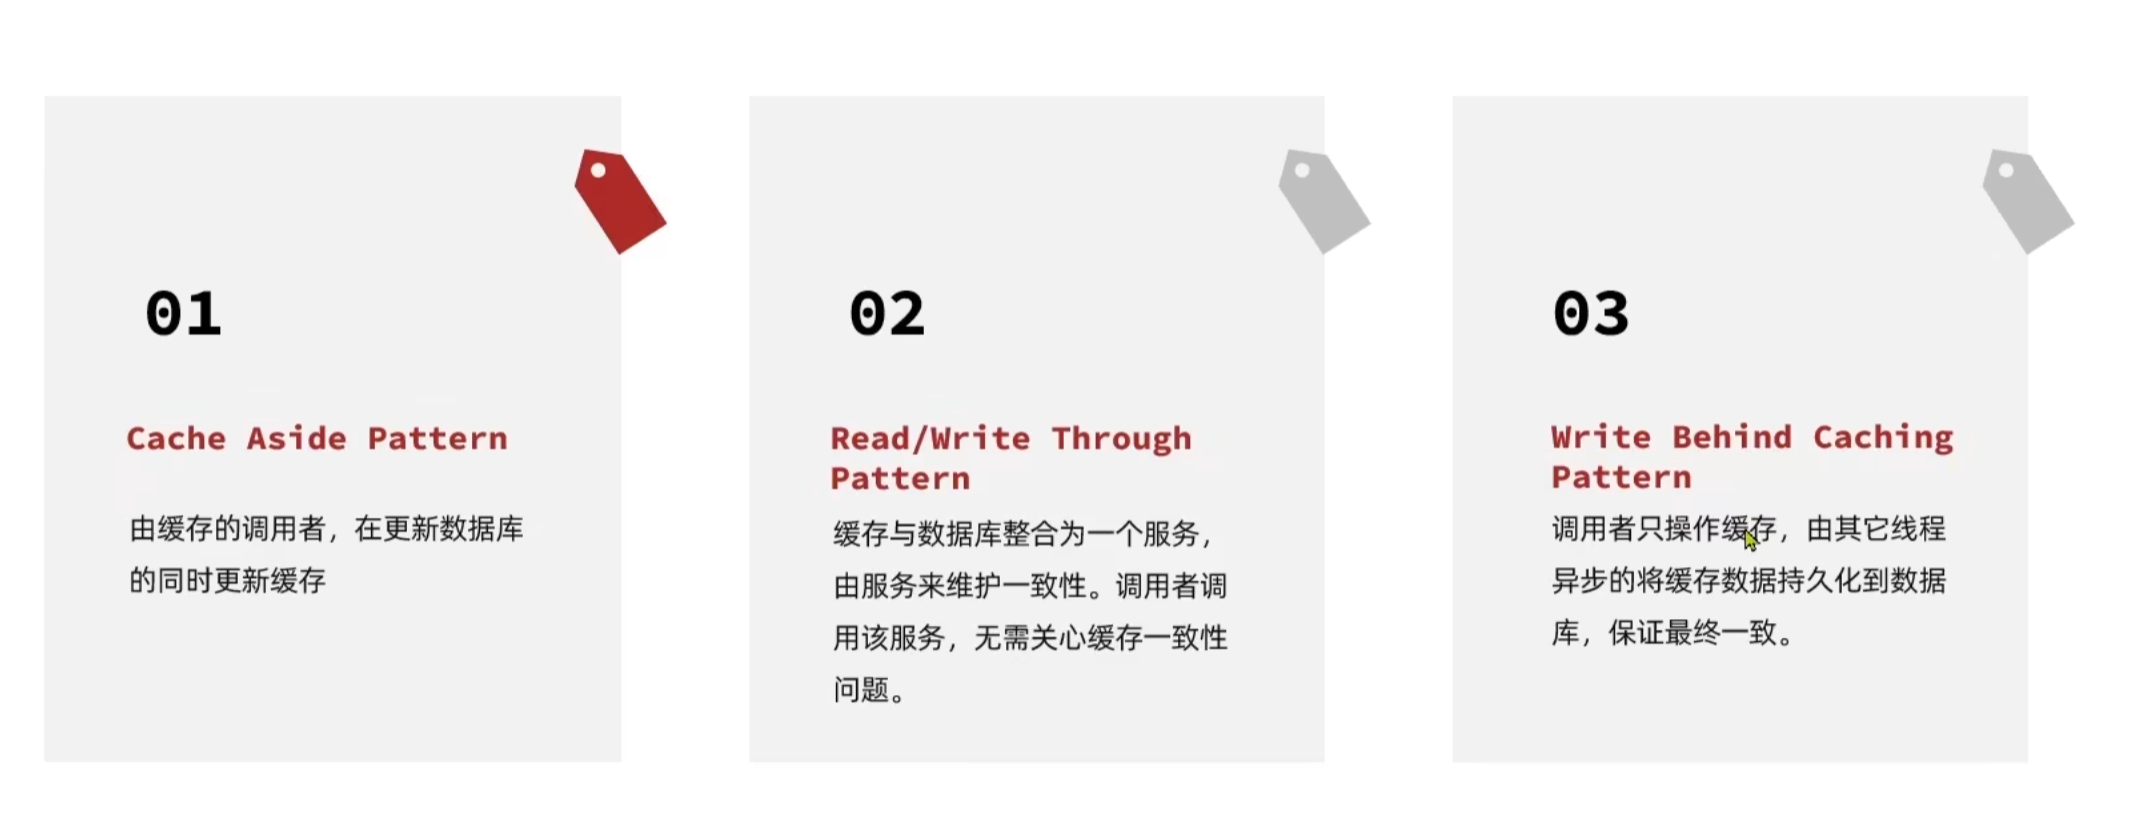 01
Cache Aside Pattern
由缓存的调用者，在更新数据库
的同时更新缓存
02
Read/Write Through
Pattern
缓存与数据库整合为一个服务，
由服务来维护一致性。调用者调
用该服务，无需关心缓存一致性
问题。
03
Write Behind Caching
Pattern
调用者只操作缓存，由其它线程
异步的将缓存数据持久化到数据
库，保证最终一致。